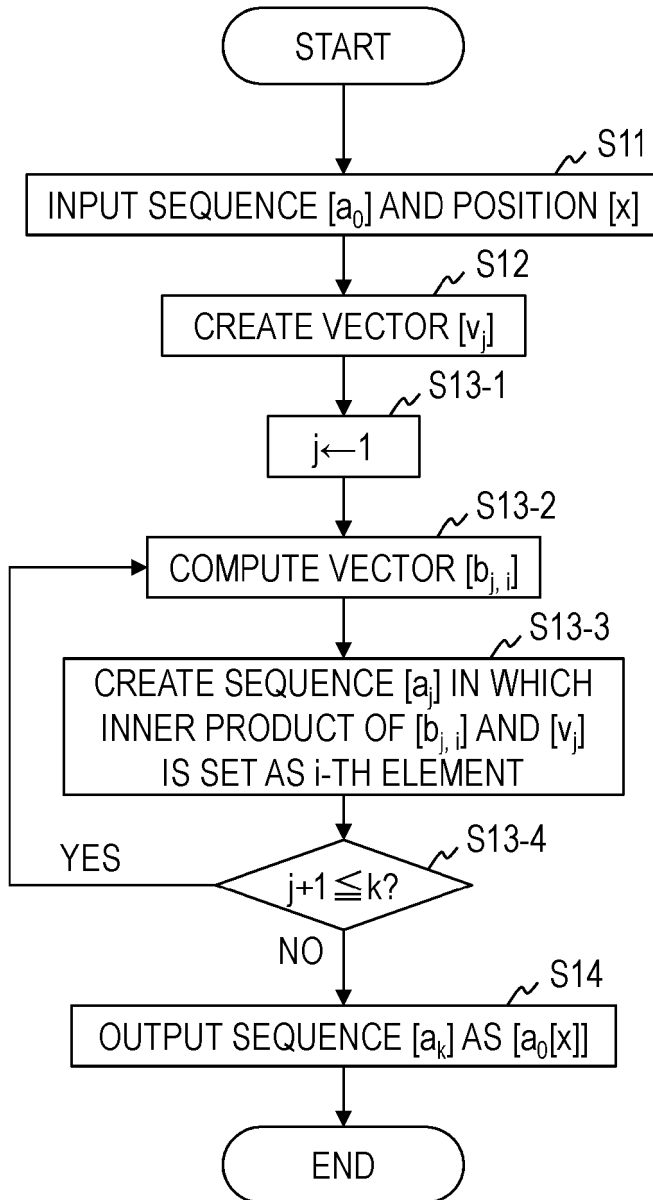 START
S11
INPUT SEQUENCE [a₀] AND POSITION [x]
S12
CREATE VECTOR [vⱼ]
S13-1
j←1
S13-2
COMPUTE VECTOR [bⱼ, ᵢ]
S13-3
CREATE SEQUENCE [aⱼ] IN WHICH
INNER PRODUCT OF [bⱼ, ᵢ] AND [vⱼ]
IS SET AS i-TH ELEMENT
S13-4
YES
j+1≦k?
NO
S14
OUTPUT SEQUENCE [aₖ] AS [a₀[x]]
END